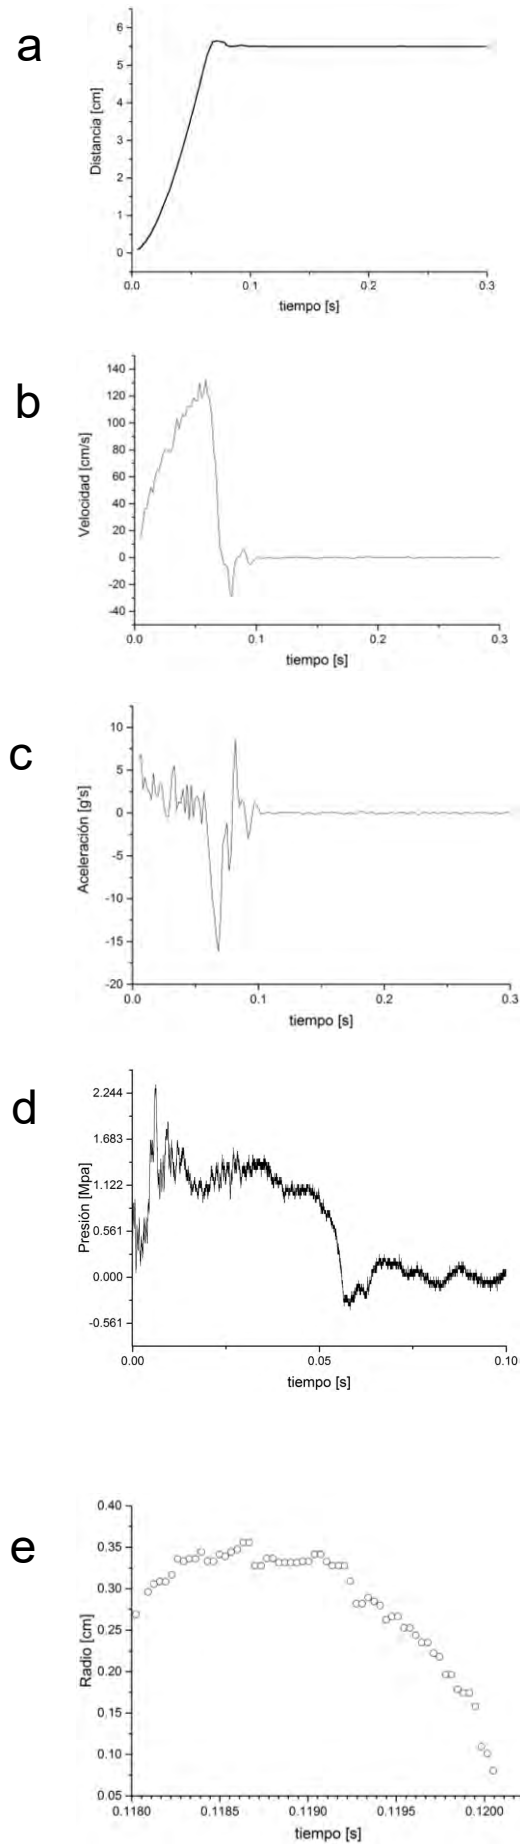 a
6
5
4
3
2
1
0
Distancia [cm]
0.0 0.1 0.2 0.3
tiempo [s]
b
140
120
100
80
60
40
20
0
-20
-40
Velocidad [cm/s]
0.0 0.1 0.2 0.3
tiempo [s]
c
10
5
0
-5
-10
-15
-20
Aceleración [g's]
0.0 0.1 0.2 0.3
tiempo [s]
d
2.244
1.683
1.122
0.561
0.000
-0.561
Presión [Mpa]
0.00 0.05 0.10
tiempo [s]
e
0.40
0.35
0.30
0.25
0.20
0.15
0.10
0.05
Radio [cm]
0.1180 0.1185 0.1190 0.1195 0.1200
tiempo [s]